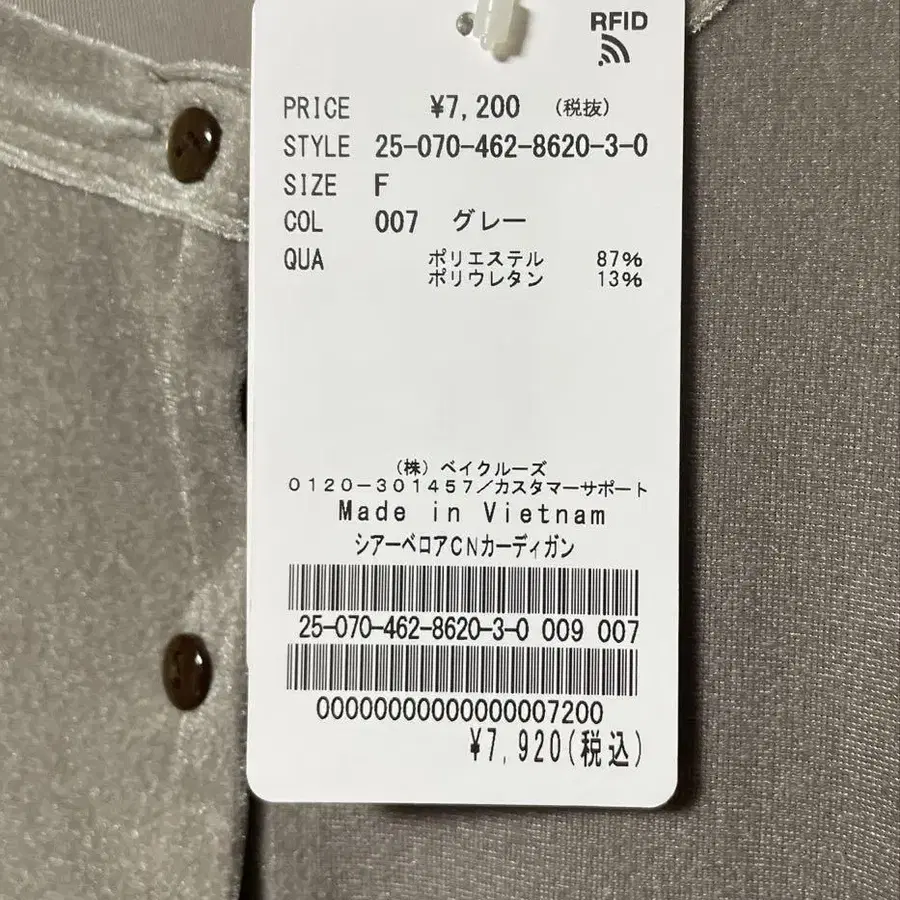 RFID
PRICE ¥7,200 (税抜)
STYLE 25-070-462-8620-3-0
SIZE F
COL 007 グレー
QUA ポリエステル 87%
ポリウレタン 13%
(株) ベイクルーズ
0120-301457/カスタマーサポート
Made in Vietnam
シアーベロアCNカーディガン
25-070-462-8620-3-0 009 007
00000000000000007200
¥7,920(税込)